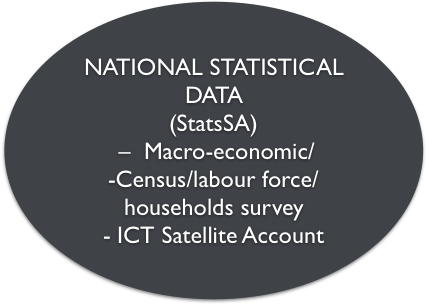 NATIONAL STATISTICAL
DATA
(StatsSA)
– Macro-economic/
-Census/labour force/
households survey
- ICT Satellite Account